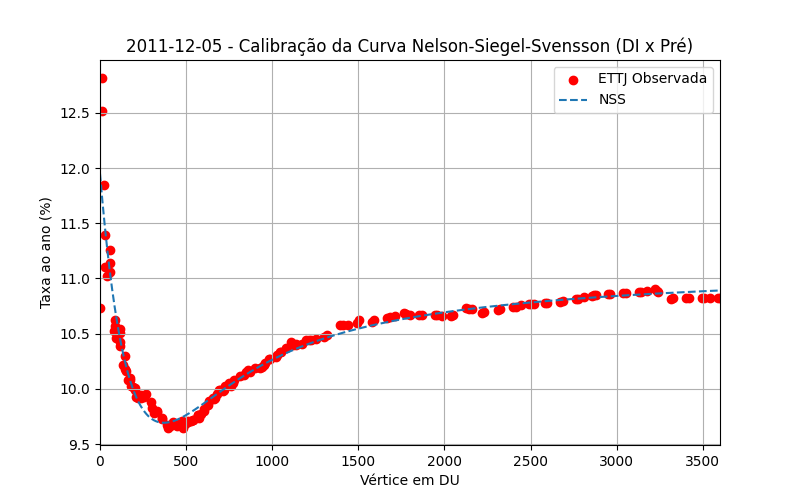 2011-12-05 - Calibração da Curva Nelson-Siegel-Svensson (DI x Pré)
ETTJ Observada
NSS
Taxa ao ano (%)
12.5
12.0
11.5
11.0
10.5
10.0
9.5
0 500 1000 1500 2000 2500 3000 3500
Vértice em DU